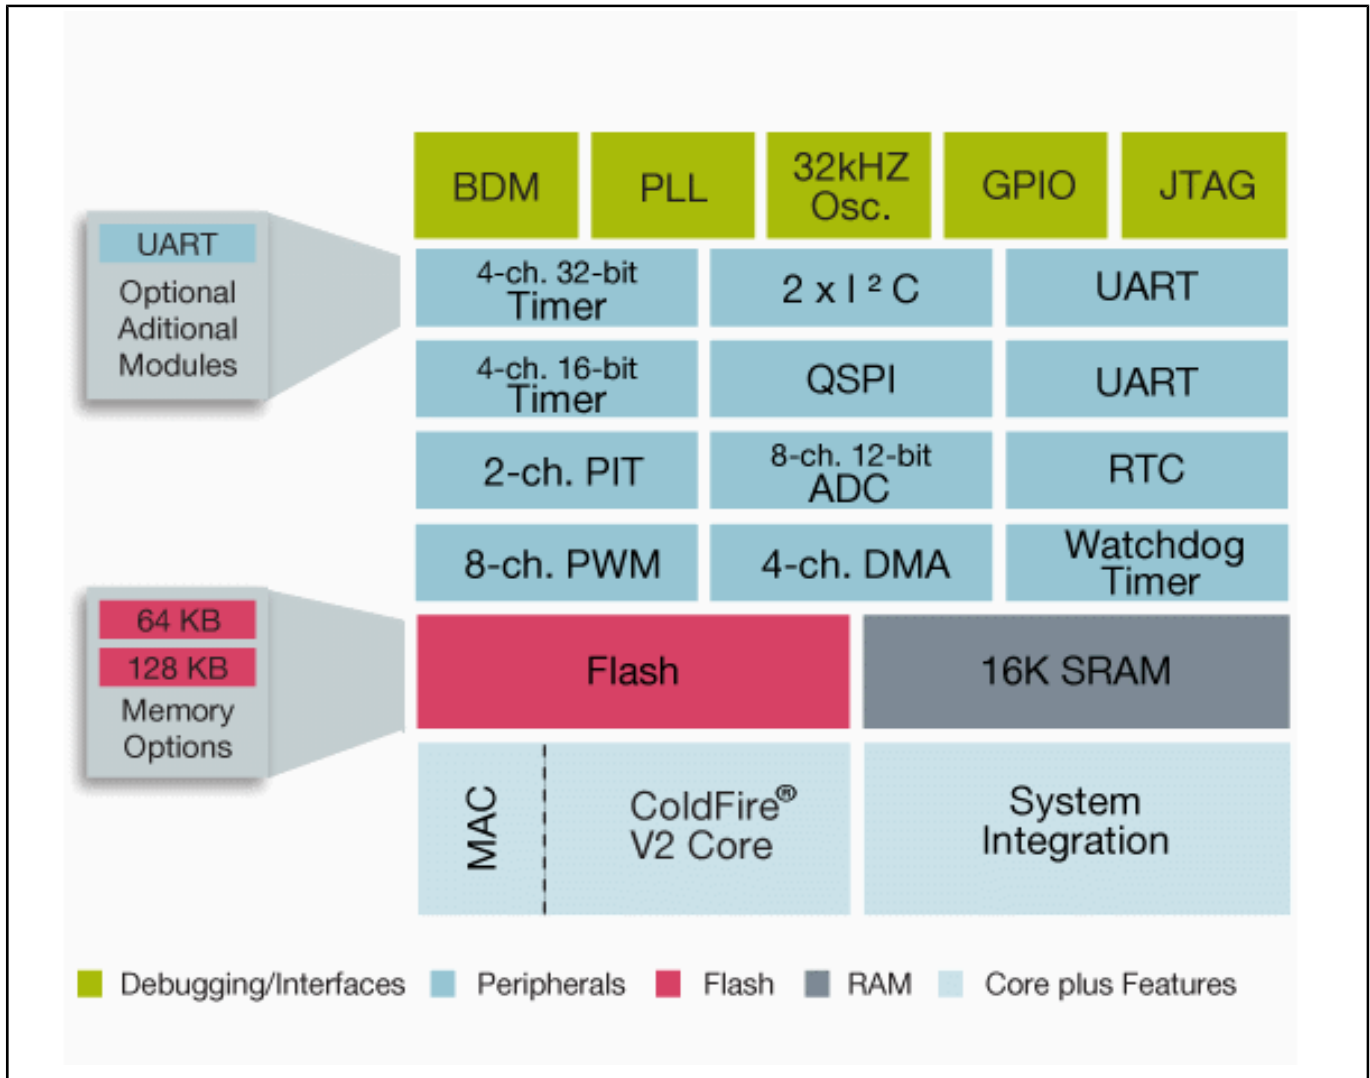 BDM
PLL
32kHZ
Osc.
GPIO
JTAG
UART
Optional
Aditional
Modules
4-ch. 32-bit
Timer
2 x I ² C
UART
4-ch. 16-bit
Timer
QSPI
UART
2-ch. PIT
8-ch. 12-bit
ADC
RTC
8-ch. PWM
4-ch. DMA
Watchdog
Timer
64 KB
128 KB
Memory
Options
Flash
16K SRAM
MAC
ColdFire®
V2 Core
System
Integration
Debugging/Interfaces
Peripherals
Flash
RAM
Core plus Features